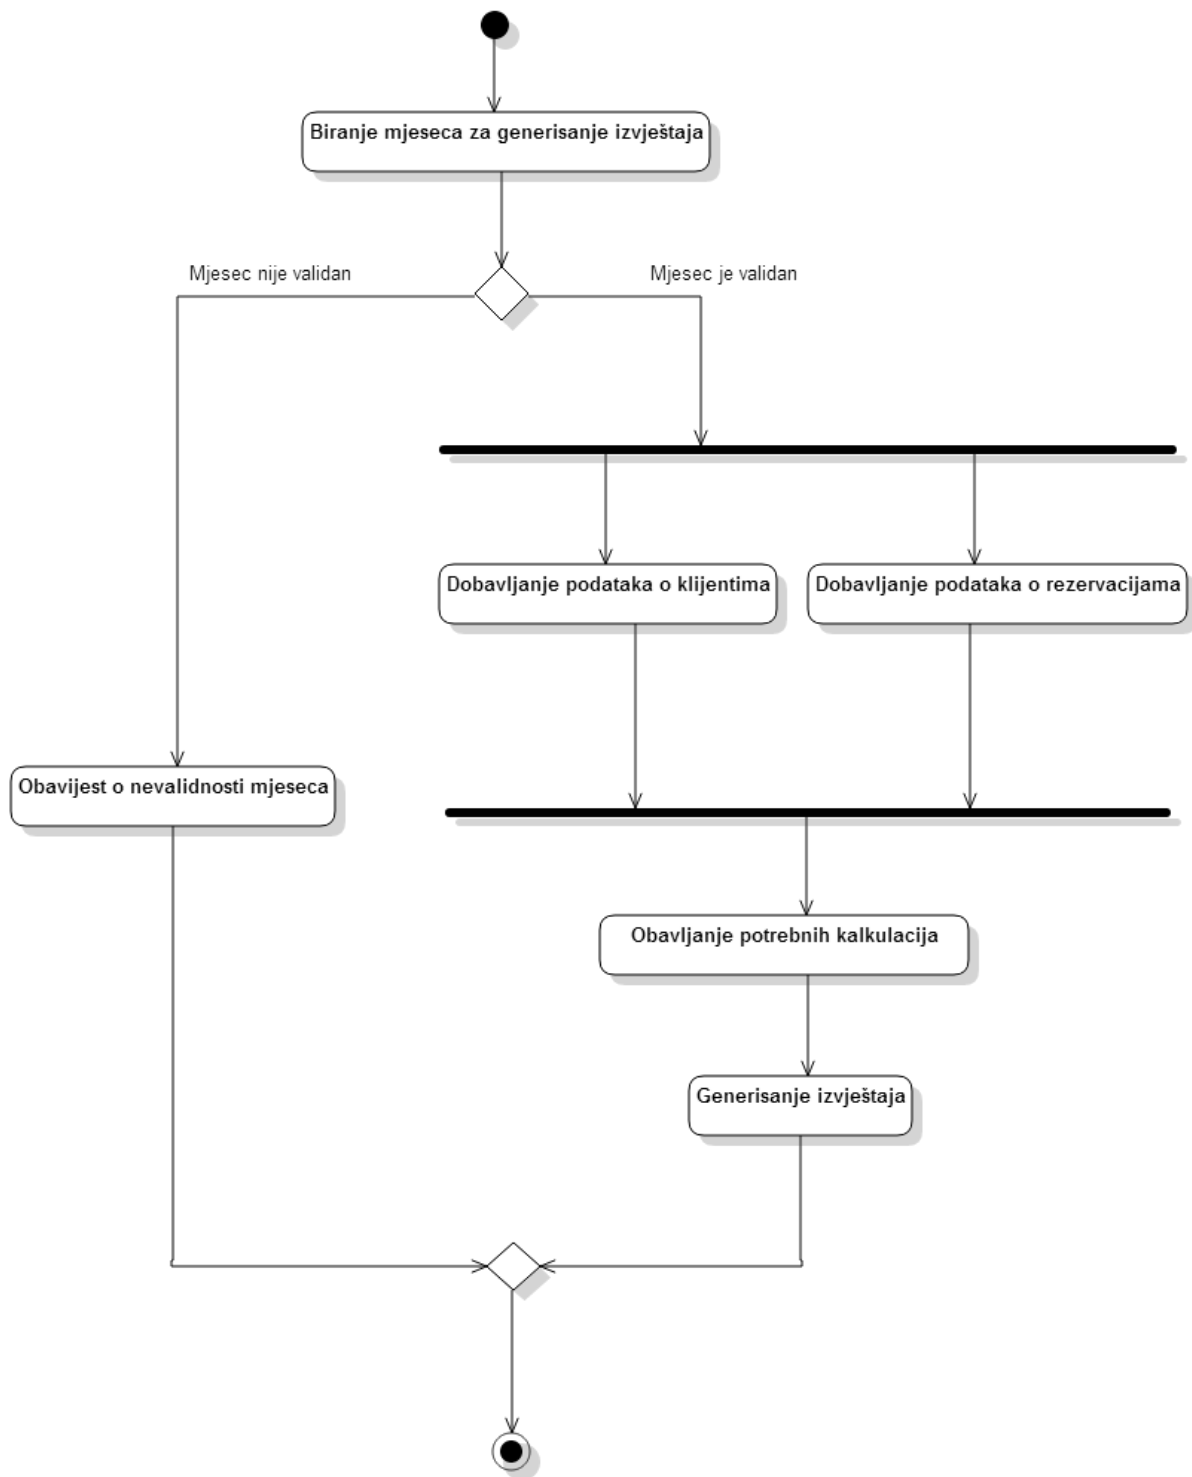 Biranje mjeseca za generisanje izvještaja
Mjesec nije validan
Mjesec je validan
Dobavljanje podataka o klijentima
Dobavljanje podataka o rezervacijama
Obavijest o nevalidnosti mjeseca
Obavljanje potrebnih kalkulacija
Generisanje izvještaja